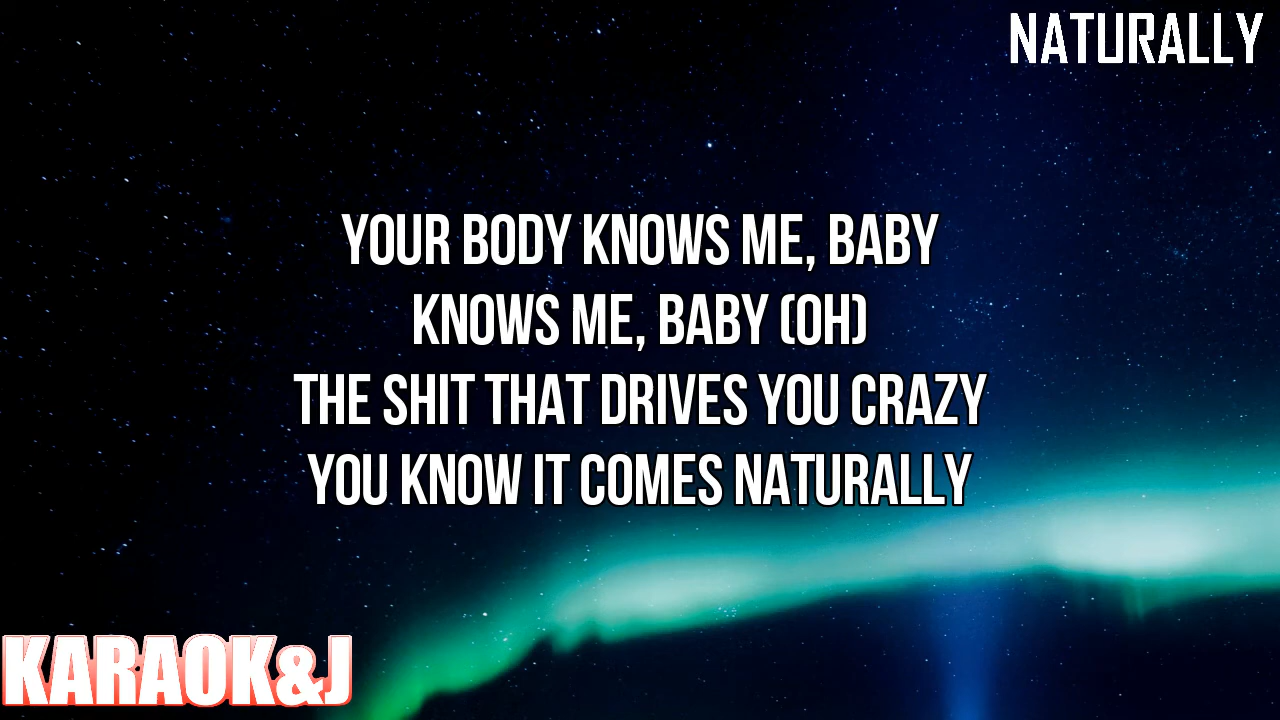 NATURALLY
YOUR BODY KNOWS ME, BABY
KNOWS ME, BABY (OH)
THE SHIT THAT DRIVES YOU CRAZY
YOU KNOW IT COMES NATURALLY
KARAOK&J